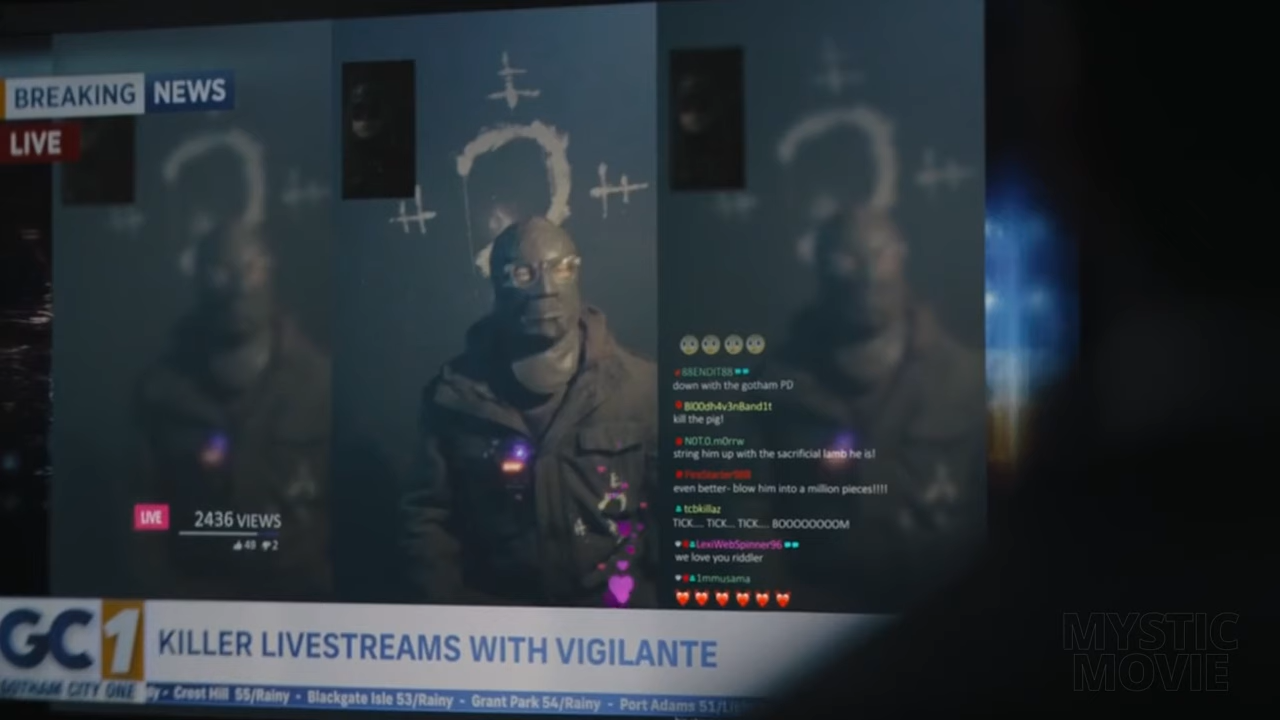 BREAKING NEWS
LIVE
#88ENDIT88
down with the gotham PD
Bl00dh4v3nBand1t
kill the pig!
N0T.0.m0rrw
string him up with the sacrificial lamb he is!
even better- blow him into a million pieces!!!!
tcbkillaz
TICK.... TICK... TICK.... BOOOOOOOOM
LexiWebSpinner96
we love you riddler
1mmusama
LIVE
2436 VIEWS
48 2
GC1
GOTHAM CITY ONE
KILLER LIVESTREAMS WITH VIGILANTE
- Crest Hill 55/Rainy - Blackgate Isle 53/Rainy - Grant Park 54/Rainy - Port Adams
MYSTIC
MOVIE